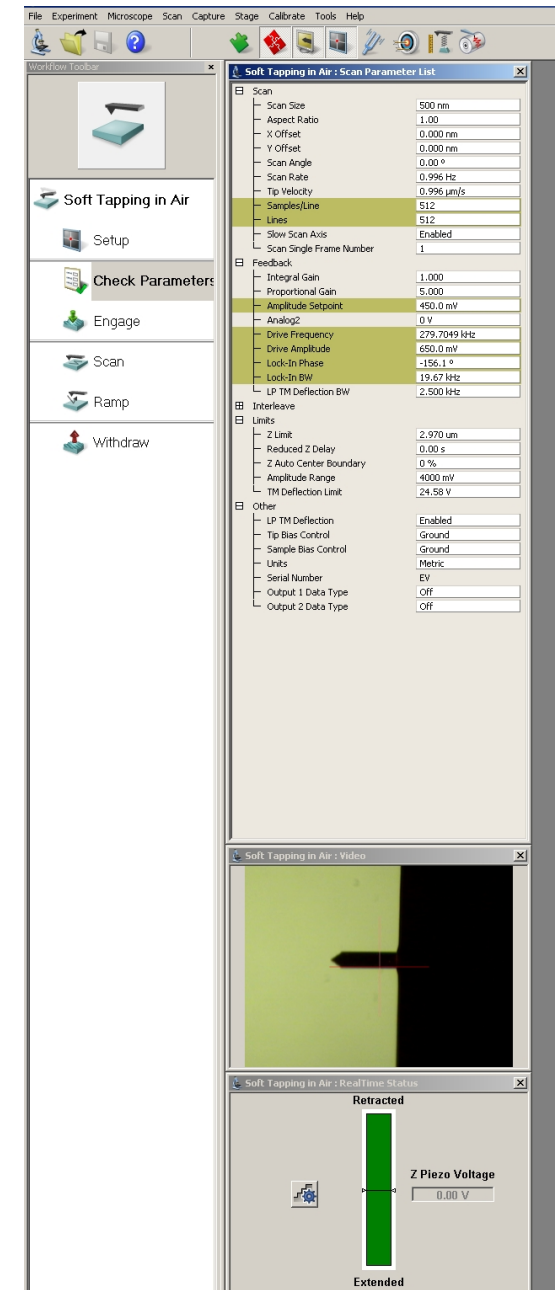 File Experiment Microscope Scan Capture Stage Calibrate Tools Help
Workflow Toolbar
Soft Tapping in Air
Setup
Check Parameters
Engage
Scan
Ramp
Withdraw
Soft Tapping in Air : Scan Parameter List
Scan
Scan Size 500 nm
Aspect Ratio 1.00
X Offset 0.000 nm
Y Offset 0.000 nm
Scan Angle 0.00 º
Scan Rate 0.996 Hz
Tip Velocity 0.996 µm/s
Samples/Line 512
Lines 512
Slow Scan Axis Enabled
Scan Single Frame Number 1
Feedback
Integral Gain 1.000
Proportional Gain 5.000
Amplitude Setpoint 450.0 mV
Analog2 0 V
Drive Frequency 279.7049 kHz
Drive Amplitude 650.0 mV
Lock-In Phase -156.1 º
Lock-In BW 19.67 kHz
LP TM Deflection BW 2.500 kHz
Interleave
Limits
Z Limit 2.970 um
Reduced Z Delay 0.00 s
Z Auto Center Boundary 0 %
Amplitude Range 4000 mV
TM Deflection Limit 24.58 V
Other
LP TM Deflection Enabled
Tip Bias Control Ground
Sample Bias Control Ground
Units Metric
Serial Number EV
Output 1 Data Type Off
Output 2 Data Type Off
Soft Tapping in Air : Video
Soft Tapping in Air : RealTime Status
Retracted
Z Piezo Voltage
0.00 V
Extended